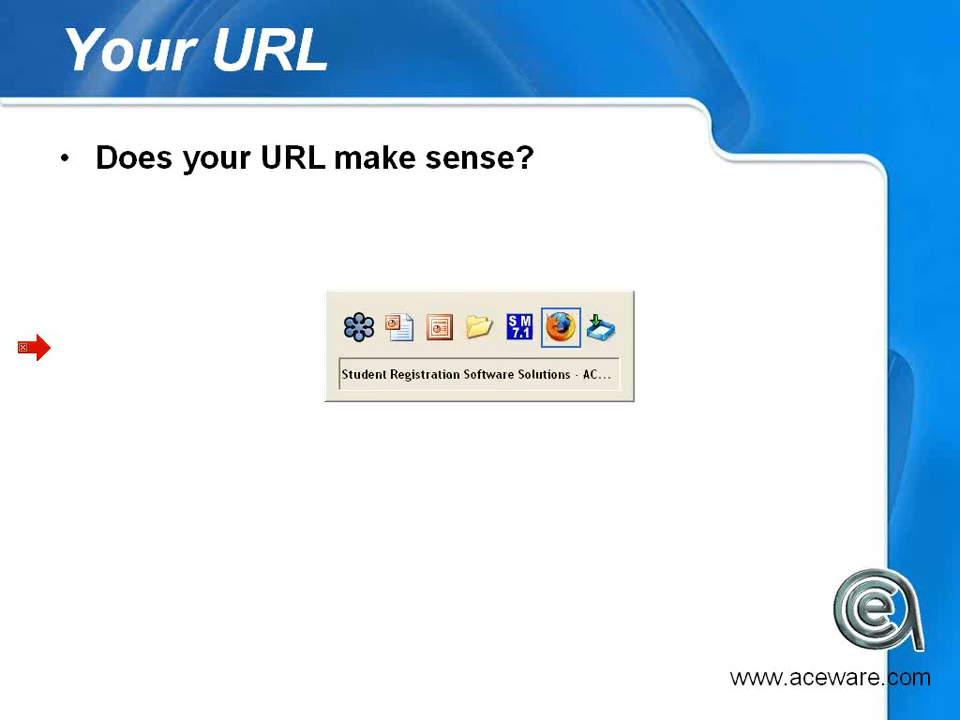 Your URL
• Does your URL make sense?
S M
7.1
Student Registration Software Solutions - AC...
www.aceware.com